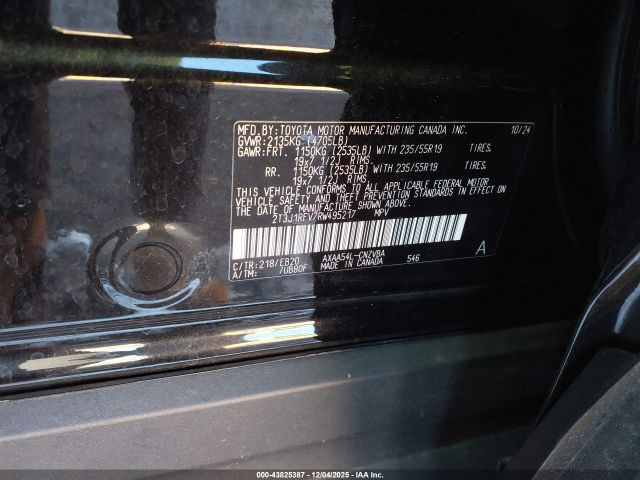 MFD.BY:TOYOTA MOTOR MANUFACTURING CANADA INC. 10/24
GVWR:2135KG (4705LB)
GAWR:FRT. 1150KG (2535LB) WITH 235/55R19 TIRES,
19x7 1/2J RIMS.
RR. 1150KG (2535LB) WITH 235/55R19 TIRES,
19x7 1/2J RIMS.
THIS VEHICLE CONFORMS TO ALL APPLICABLE FEDERAL MOTOR
VEHICLE SAFETY AND THEFT PREVENTION STANDARDS IN EFFECT
ON THE DATE OF MANUFACTURE SHOWN ABOVE.
2T3J1RFV7RW495217 MPV
A
C/TR:218/EB20 AXAA54L-CNZVBA 546
A/TM: 7UB80F MADE IN CANADA
000-43825387 - 12/04/2025 - IAA Inc.